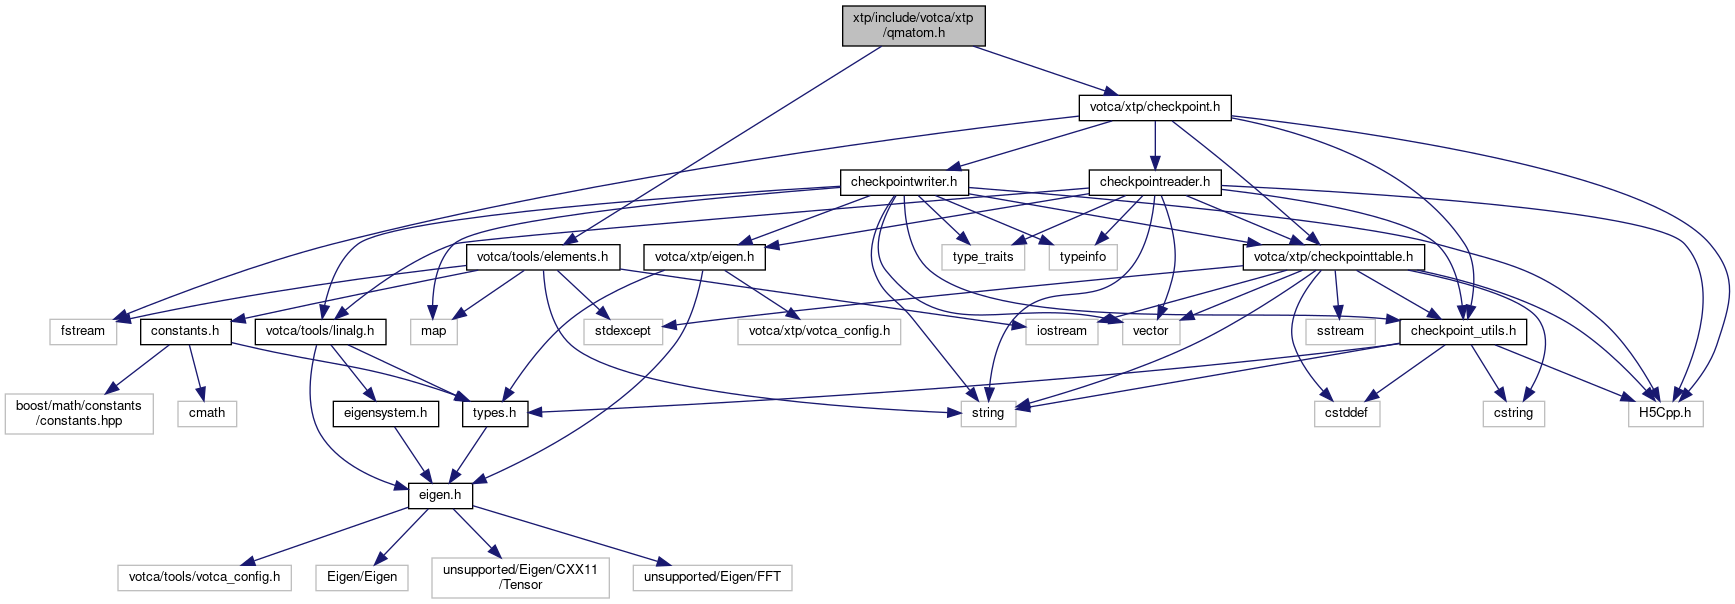 xtp/include/votca/xtp
/qmatom.h
votca/xtp/checkpoint.h
checkpointwriter.h
checkpointreader.h
votca/tools/elements.h
votca/xtp/eigen.h
type_traits
typeinfo
votca/xtp/checkpointtable.h
fstream
constants.h
votca/tools/linalg.h
map
stdexcept
votca/xtp/votca_config.h
iostream
vector
sstream
checkpoint_utils.h
boost/math/constants
/constants.hpp
cmath
eigensystem.h
types.h
string
cstddef
cstring
H5Cpp.h
eigen.h
votca/tools/votca_config.h
Eigen/Eigen
unsupported/Eigen/CXX11
/Tensor
unsupported/Eigen/FFT